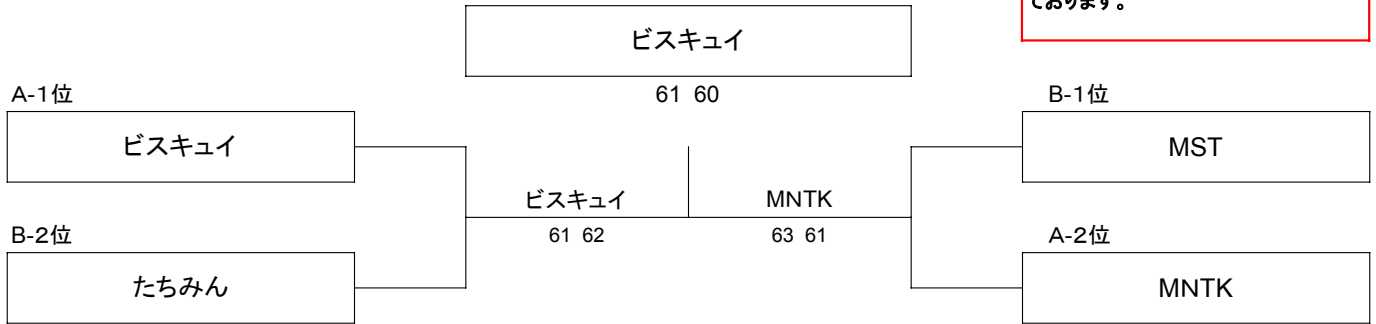 ております。
ビスキュイ
61 60
A-1位
B-1位
ビスキュイ
MST
ビスキュイ
MNTK
61 62
63 61
B-2位
A-2位
たちみん
MNTK